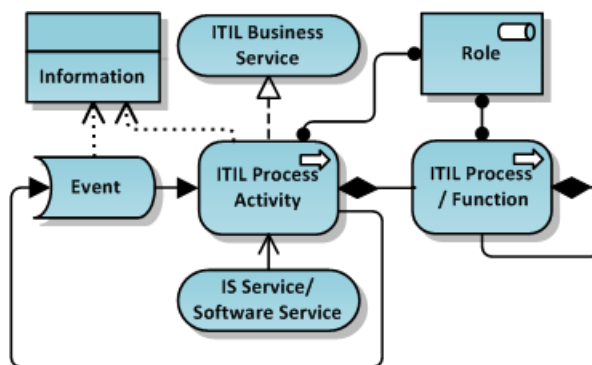 Information
ITIL Business
Service
Role
Event
ITIL Process
Activity
ITIL Process
/ Function
IS Service/
Software Service